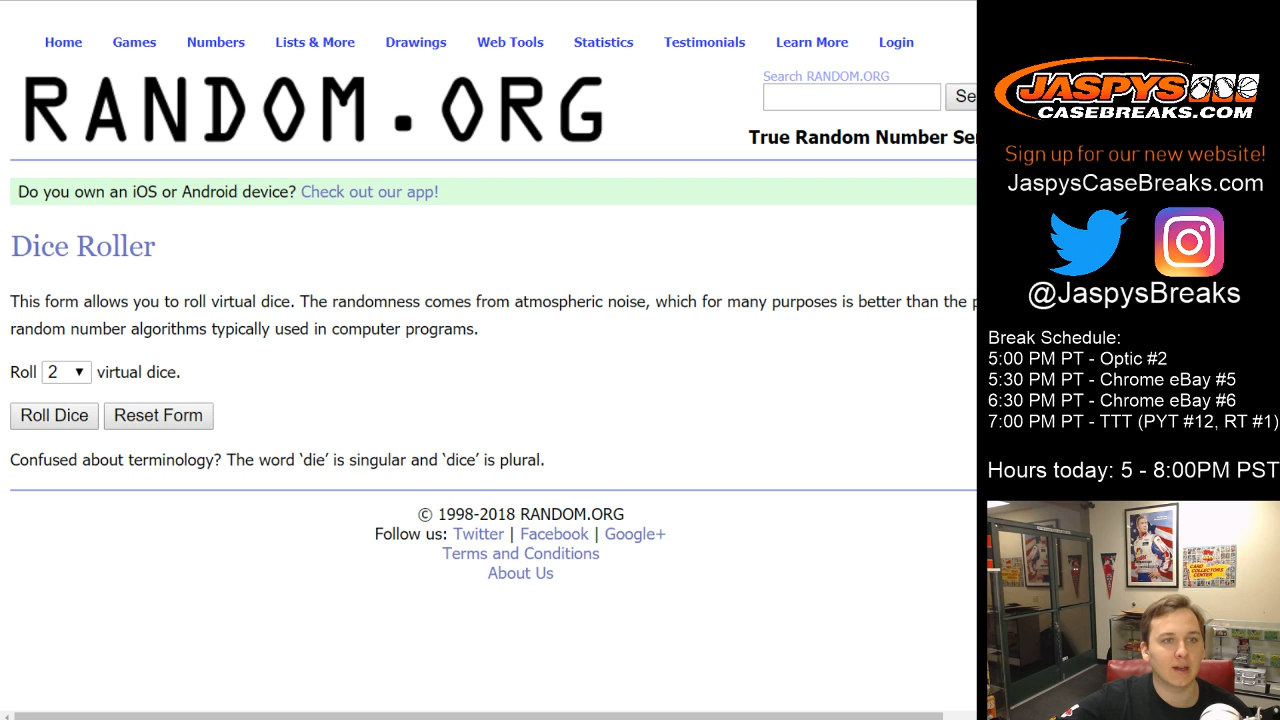 Home Games Numbers Lists & More Drawings Web Tools Statistics Testimonials Learn More Login
RANDOM.ORG
Search RANDOM.ORG
Se
True Random Number Ser
Do you own an iOS or Android device? Check out our app!
Dice Roller
This form allows you to roll virtual dice. The randomness comes from atmospheric noise, which for many purposes is better than the p
random number algorithms typically used in computer programs.
Roll 2 virtual dice.
Roll Dice Reset Form
Confused about terminology? The word ‘die’ is singular and ‘dice’ is plural.
© 1998-2018 RANDOM.ORG
Follow us: Twitter | Facebook | Google+
Terms and Conditions
About Us
JASPYS
CASEBREAKS.COM
Sign up for our new website!
JaspysCaseBreaks.com
@JaspysBreaks
Break Schedule:
5:00 PM PT - Optic #2
5:30 PM PT - Chrome eBay #5
6:30 PM PT - Chrome eBay #6
7:00 PM PT - TTT (PYT #12, RT #1)
Hours today: 5 - 8:00PM PST
CARD
COLLECTORS
CENTER